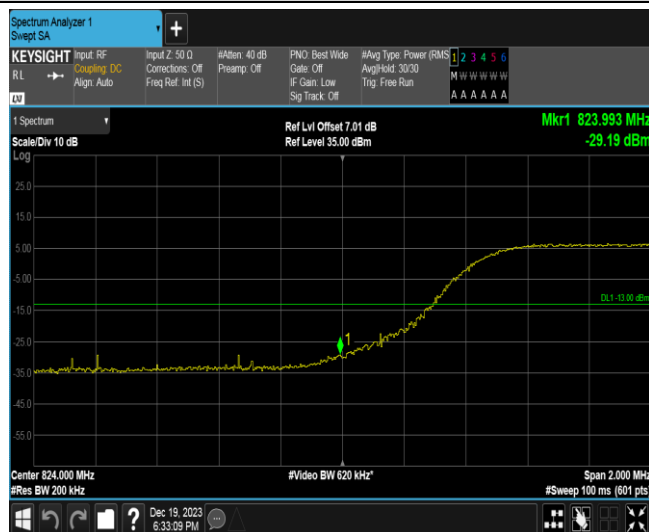 Spectrum Analyzer 1
Swept SA
+
KEYSIGHT
RL
LXI
Input: RF
Coupling: DC
Align: Auto
Input Z: 50 Ω
Corrections: Off
Freq Ref: Int (S)
#Atten: 40 dB
Preamp: Off
PNO: Best Wide
Gate: Off
IF Gain: Low
Sig Track: Off
#Avg Type: Power (RMS
Avg|Hold: 30/30
Trig: Free Run
1 2 3 4 5 6
M W W W W W
A A A A A A
1 Spectrum
Scale/Div 10 dB
Log
Ref Lvl Offset 7.01 dB
Ref Level 35.00 dBm
Mkr1 823.993 MHz
-29.19 dBm
25.0
15.0
5.00
-5.00
DL1 -13.00 dBm
-15.0
-25.0
1
-35.0
-45.0
-55.0
Center 824.000 MHz
#Res BW 200 kHz
#Video BW 620 kHz*
Span 2.000 MHz
#Sweep 100 ms (601 pts)
?
Dec 19, 2023
6:33:09 PM